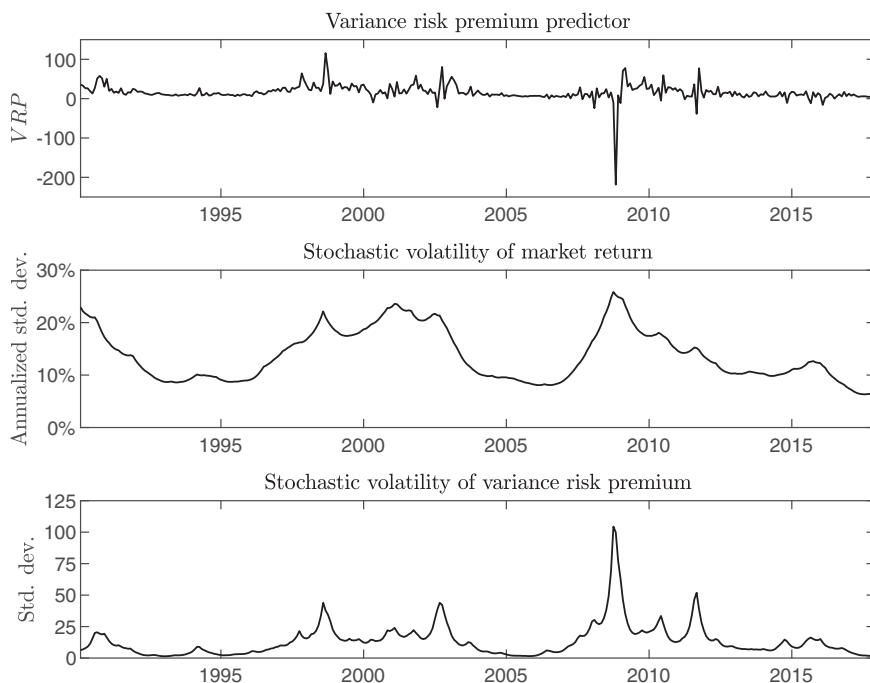 Variance risk premium predictor
VRP
100
0
-100
-200
1995 2000 2005 2010 2015
Stochastic volatility of market return
Annualized std. dev.
30%
20%
10%
0%
1995 2000 2005 2010 2015
Stochastic volatility of variance risk premium
Std. dev.
125
100
75
50
25
0
1995 2000 2005 2010 2015